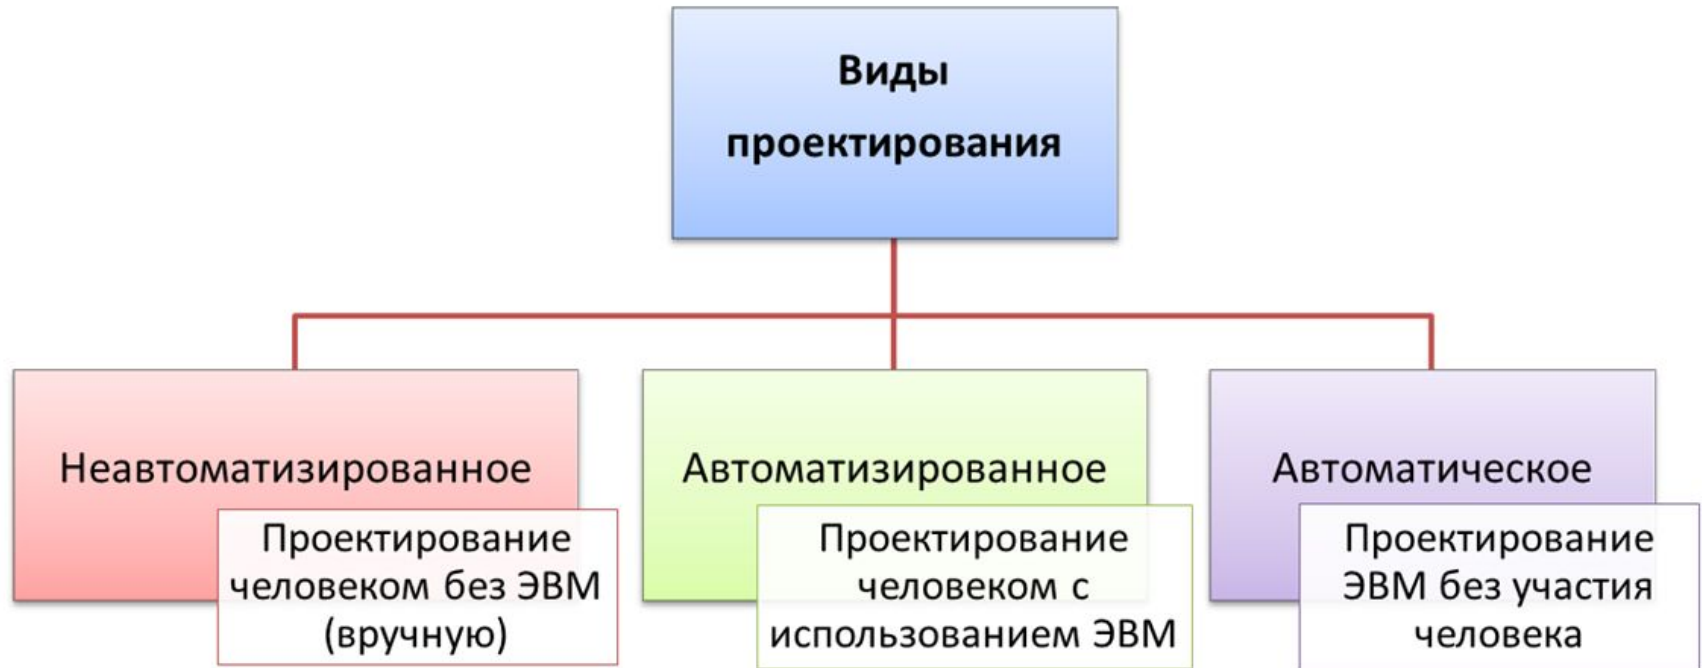 Виды
проектирования
Неавтоматизированное
Проектирование
человеком без ЭВМ
(вручную)
Автоматизированное
Проектирование
человеком с
использованием ЭВМ
Автоматическое
Проектирование
ЭВМ без участия
человека